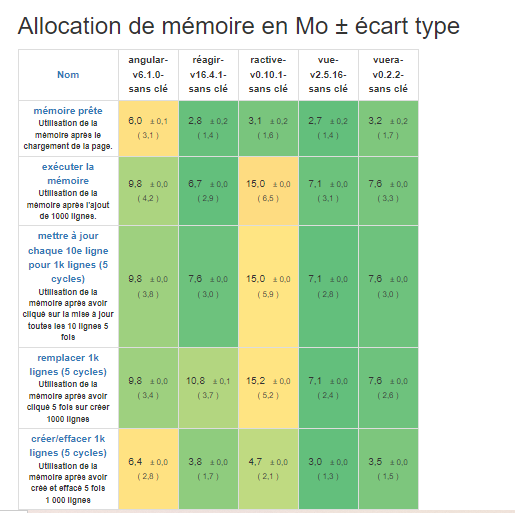 Allocation de mémoire en Mo ± écart type
Nom
angular-
v6.1.0-
sans clé
réagir-
v16.4.1-
sans clé
ractive-
v0.10.1-
sans clé
vue-
v2.5.16-
sans clé
vuera-
v0.2.2-
sans clé
mémoire prête
Utilisation de la
mémoire après le
chargement de la page.
6,0 ± 0,1
( 3,1 )
2,8 ± 0,2
( 1,4 )
3,1 ± 0,2
( 1,6 )
2,7 ± 0,2
( 1,4 )
3,2 ± 0,2
( 1,7 )
exécuter la
mémoire
Utilisation de la
mémoire après l'ajout
de 1000 lignes.
9,8 ± 0,0
( 4,2 )
6,7 ± 0,0
( 2,9 )
15,0 ± 0,0
( 6,5 )
7,1 ± 0,0
( 3,1 )
7,6 ± 0,0
( 3,3 )
mettre à jour
chaque 10e ligne
pour 1k lignes (5
cycles)
Utilisation de la
mémoire après avoir
cliqué sur la mise à jour
toutes les 10 lignes 5
fois
9,8 ± 0,0
( 3,8 )
7,6 ± 0,0
( 3,0 )
15,0 ± 0,0
( 5,9 )
7,1 ± 0,0
( 2,8 )
7,6 ± 0,0
( 3,0 )
remplacer 1k
lignes (5 cycles)
Utilisation de la
mémoire après avoir
cliqué 5 fois sur créer
1000 lignes
9,8 ± 0,0
( 3,4 )
10,8 ± 0,1
( 3,7 )
15,2 ± 0,0
( 5,2 )
7,1 ± 0,0
( 2,4 )
7,6 ± 0,0
( 2,6 )
créer/effacer 1k
lignes (5 cycles)
Utilisation de la
mémoire après avoir
créé et effacé 5 fois
1 000 lignes
6,4 ± 0,0
( 2,8 )
3,8 ± 0,0
( 1,7 )
4,7 ± 0,0
( 2,1 )
3,0 ± 0,0
( 1,3 )
3,5 ± 0,0
( 1,5 )